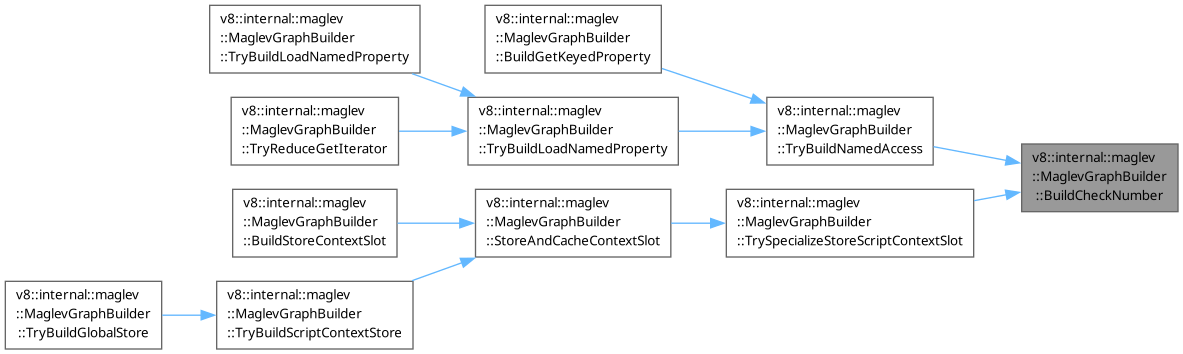 v8::internal::maglev
::MaglevGraphBuilder
::TryBuildLoadNamedProperty
v8::internal::maglev
::MaglevGraphBuilder
::BuildGetKeyedProperty
v8::internal::maglev
::MaglevGraphBuilder
::TryReduceGetIterator
v8::internal::maglev
::MaglevGraphBuilder
::TryBuildLoadNamedProperty
v8::internal::maglev
::MaglevGraphBuilder
::TryBuildNamedAccess
v8::internal::maglev
::MaglevGraphBuilder
::BuildCheckNumber
v8::internal::maglev
::MaglevGraphBuilder
::BuildStoreContextSlot
v8::internal::maglev
::MaglevGraphBuilder
::StoreAndCacheContextSlot
v8::internal::maglev
::MaglevGraphBuilder
::TrySpecializeStoreScriptContextSlot
v8::internal::maglev
::MaglevGraphBuilder
::TryBuildGlobalStore
v8::internal::maglev
::MaglevGraphBuilder
::TryBuildScriptContextStore